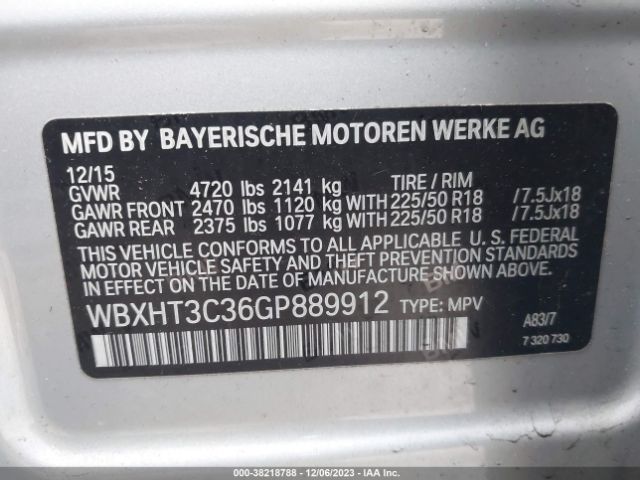 MFD BY BAYERISCHE MOTOREN WERKE AG
12/15
GVWR 4720 lbs 2141 kg TIRE / RIM
GAWR FRONT 2470 lbs 1120 kg WITH 225/50 R18 /7.5Jx18
GAWR REAR 2375 lbs 1077 kg WITH 225/50 R18 /7.5Jx18
THIS VEHICLE CONFORMS TO ALL APPLICABLE U. S. FEDERAL
MOTOR VEHICLE SAFETY AND THEFT PREVENTION STANDARDS
IN EFFECT ON THE DATE OF MANUFACTURE SHOWN ABOVE.
WBXHT3C36GP889912 TYPE: MPV
A83/7
7 320 730
000-38218788 - 12/06/2023 - IAA Inc.